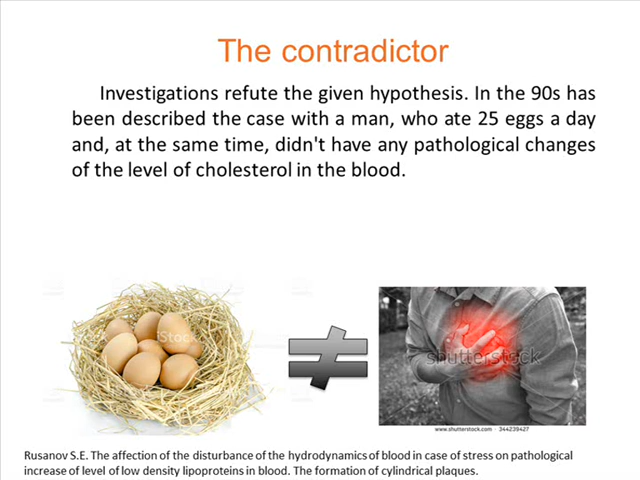 The contradictor
Investigations refute the given hypothesis. In the 90s has
been described the case with a man, who ate 25 eggs a day
and, at the same time, didn't have any pathological changes
of the level of cholesterol in the blood.
iStock
shutterstock
www.shutterstock.com · 344239427
Rusanov S.E. The affection of the disturbance of the hydrodynamics of blood in case of stress on pathological
increase of level of low density lipoproteins in blood. The formation of cylindrical plaques.